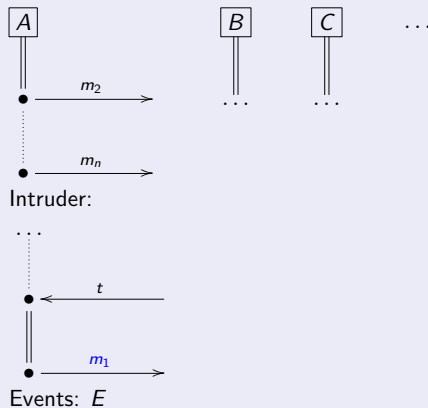 A B C ...
m₂
... ...
mₙ
Intruder:
...
t
m₁
Events: E